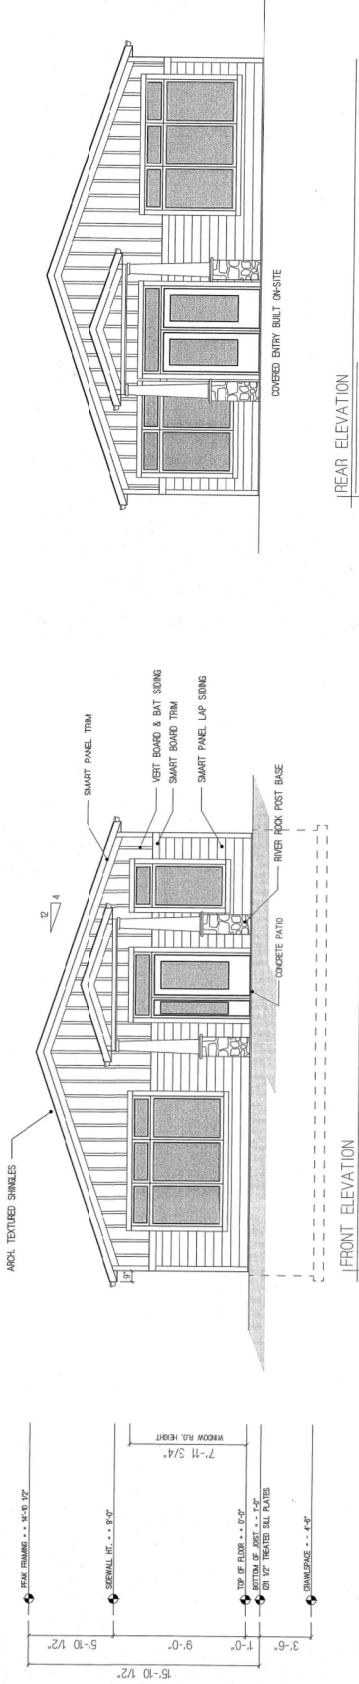 PEAK FRAMING = + 14'-10 1/2"
SIDEWALL HT. = + 9'-0"
TOP OF FLOOR = + 0'-0"
BOTTOM OF JOIST = - 1'-0"
1 1/2" TREATED SILL PLATES
CRAWLSPACE = - 4'-6"
15'-10 1/2"
5'-10 1/2"
9'-0"
1'-0"
3'-6"
7'-11 3/4"
WINDOW R.O. HEIGHT
ARCH. TEXTURED SHINGLES
9"
12
4
SMART PANEL TRIM
VERT BOARD & BAT SIDING
SMART BOARD TRIM
SMART PANEL LAP SIDING
RIVER ROCK POST BASE
CONCRETE PATIO
FRONT ELEVATION
COVERED ENTRY BUILT ON-SITE
REAR ELEVATION